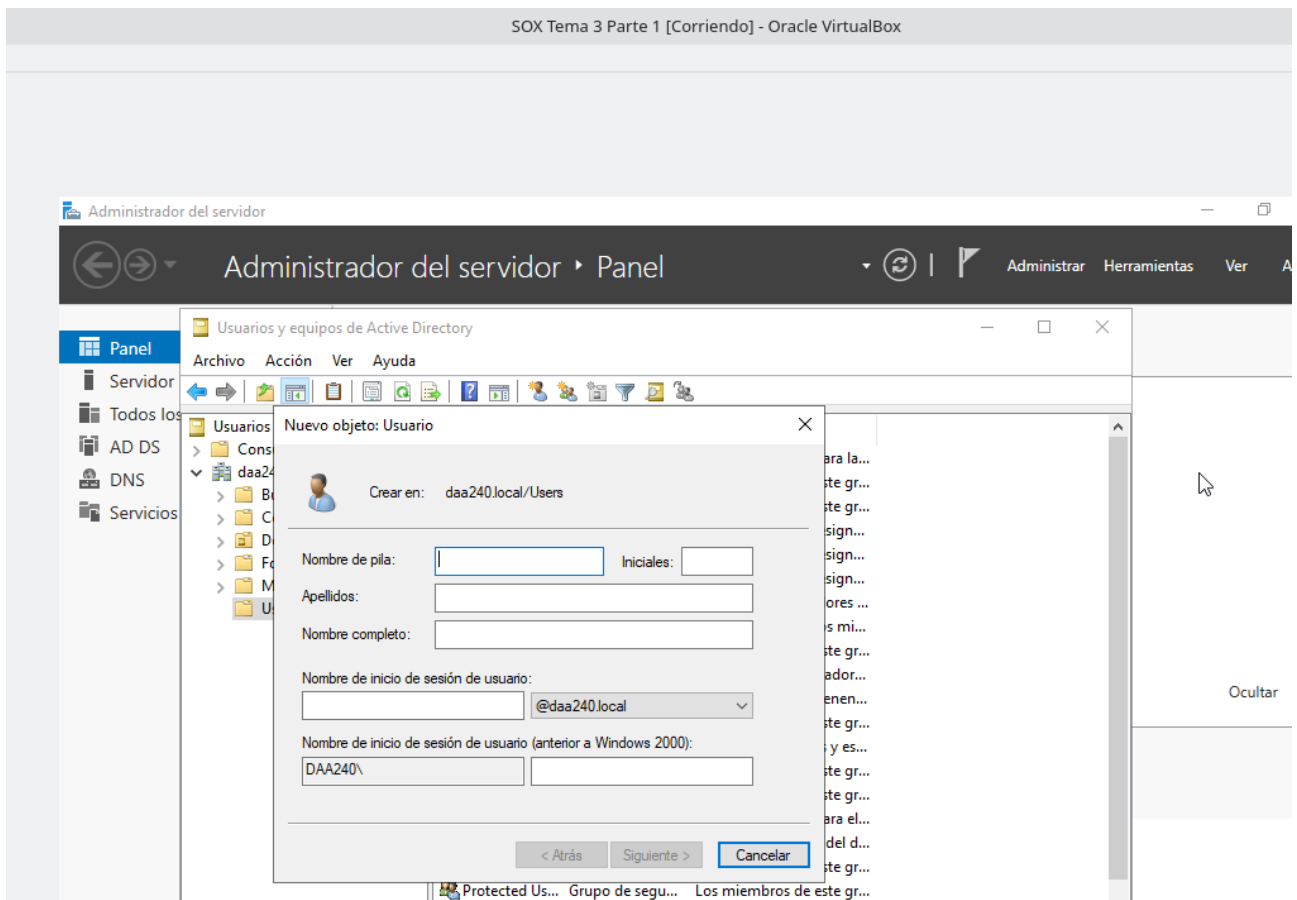 SOX Tema 3 Parte 1 [Corriendo] - Oracle VirtualBox
Administrador del servidor
Administrador del servidor ‣ Panel
Administrar Herramientas Ver A
Panel
Servidor
Todos los
AD DS
DNS
Servicios
Usuarios y equipos de Active Directory
Archivo Acción Ver Ayuda
Usuarios
Cons
daa24
Bu
C
Do
Fo
M
Us
Nuevo objeto: Usuario
Crear en: daa240.local/Users
Nombre de pila:
Iniciales:
Apellidos:
Nombre completo:
Nombre de inicio de sesión de usuario:
@daa240.local
Nombre de inicio de sesión de usuario (anterior a Windows 2000):
DAA240\
< Atrás Siguiente > Cancelar
ara la...
ste gr...
ste gr...
sign...
sign...
sign...
ores ...
os mi...
ste gr...
ador...
enen...
ste gr...
s y es...
ste gr...
ste gr...
ara el...
del d...
ste gr...
Protected Us... Grupo de segu... Los miembros de este gr...
Ocultar